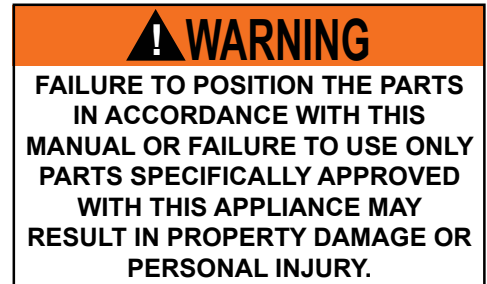 WARNING
FAILURE TO POSITION THE PARTS
IN ACCORDANCE WITH THIS
MANUAL OR FAILURE TO USE ONLY
PARTS SPECIFICALLY APPROVED
WITH THIS APPLIANCE MAY
RESULT IN PROPERTY DAMAGE OR
PERSONAL INJURY.